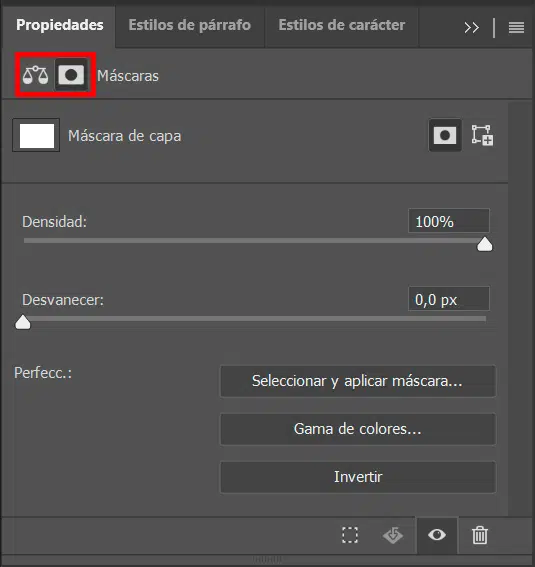 Propiedades Estilos de párrafo Estilos de carácter
Máscaras
Máscara de capa
Densidad: 100%
Desvanecer: 0,0 px
Perfecc.: Seleccionar y aplicar máscara...
Gama de colores...
Invertir